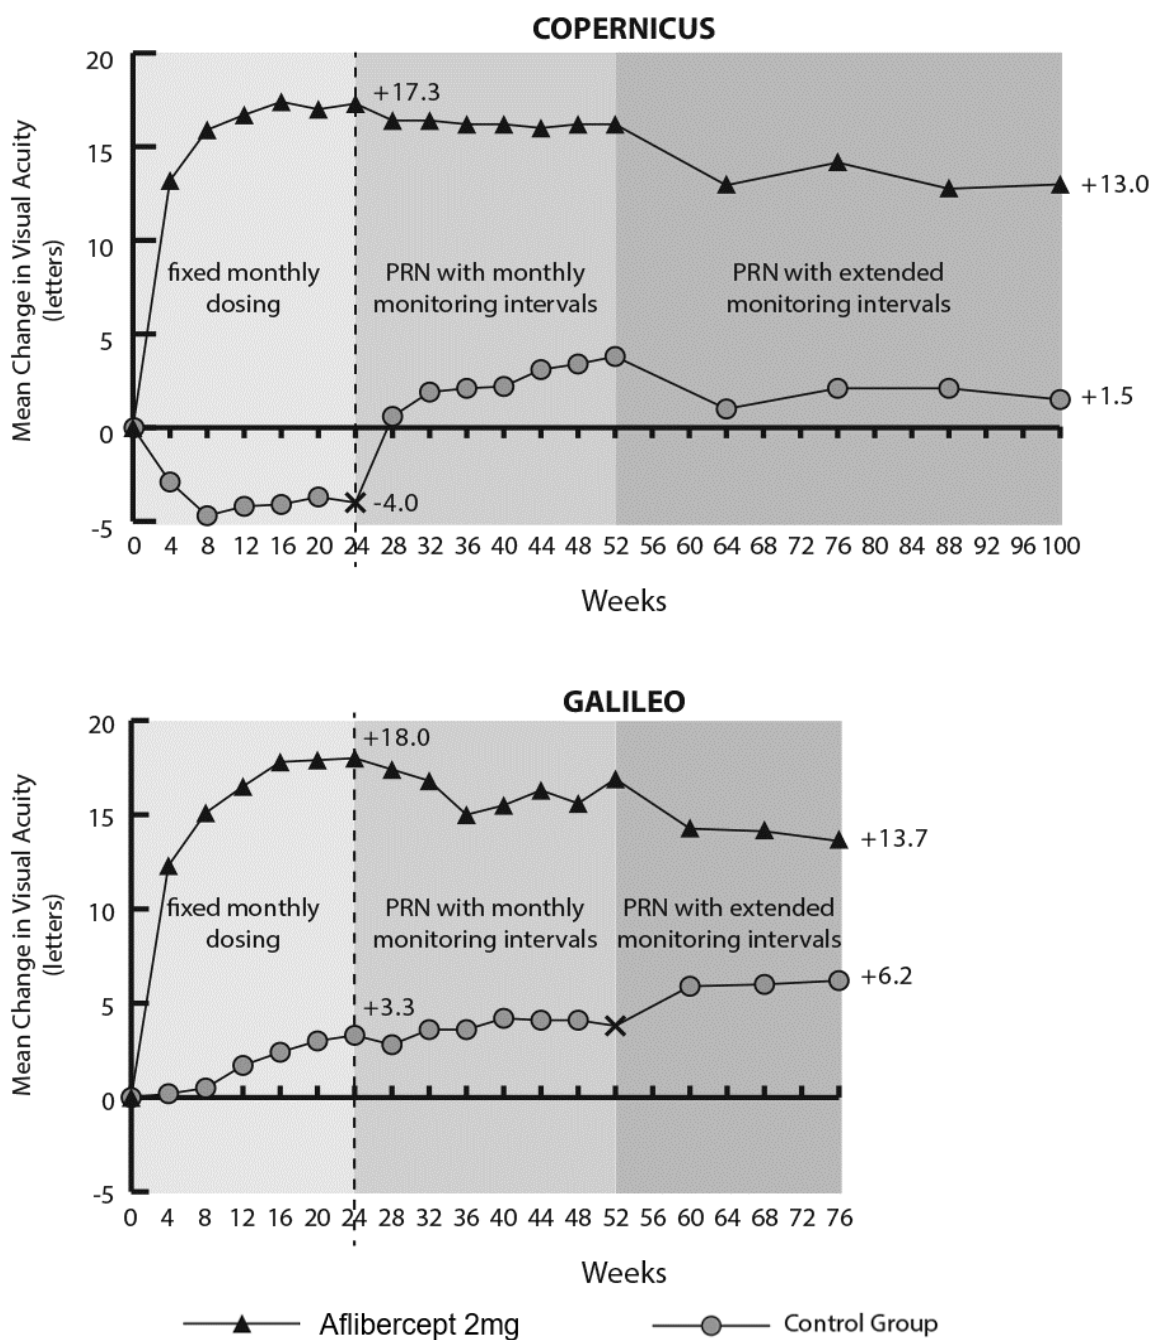 COPERNICUS
20
15
10
5
0
-5
Mean Change in Visual Acuity
(letters)
+17.3
+13.0
fixed monthly
dosing
PRN with monthly
monitoring intervals
PRN with extended
monitoring intervals
+1.5
-4.0
0 4 8 12 16 20 24 28 32 36 40 44 48 52 56 60 64 68 72 76 80 84 88 92 96 100
Weeks
GALILEO
20
15
10
5
0
-5
Mean Change in Visual Acuity
(letters)
+18.0
+13.7
fixed monthly
dosing
PRN with monthly
monitoring intervals
PRN with extended
monitoring intervals
+6.2
+3.3
0 4 8 12 16 20 24 28 32 36 40 44 48 52 56 60 64 68 72 76
Weeks
Aflibercept 2mg
Control Group